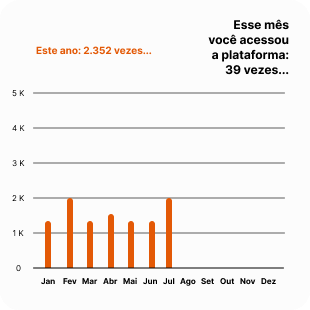 Esse mês
você acessou
a plataforma:
39 vezes...
Este ano: 2.352 vezes...
5 K
4 K
3 K
2 K
1 K
0
Jan Fev Mar Abr Mai Jun Jul Ago Set Out Nov Dez